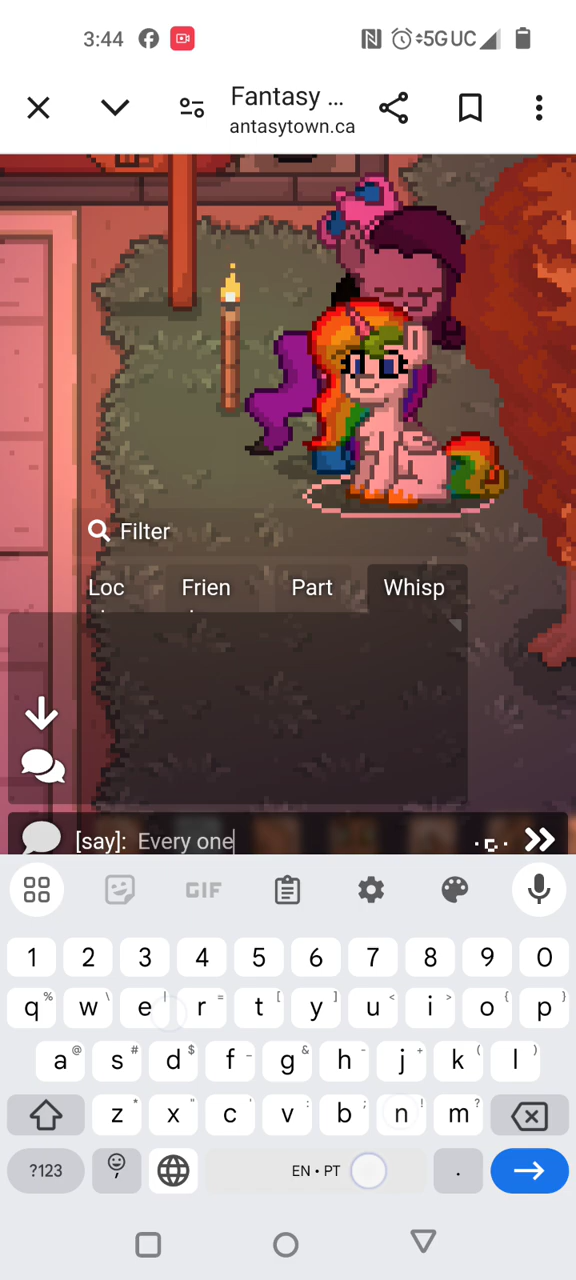 3:44 5G UC
Fantasy ...
antasytown.ca
Filter
Loc Frien Part Whisp
[say]: Every one
GIF
1 2 3 4 5 6 7 8 9 0
q% w\ e| r= t[ y] u< i> o{ p}
a@ s# d$ f_ g& h- j+ k( l)
z* x" c' v: b; n! m?
?123 , EN • PT .